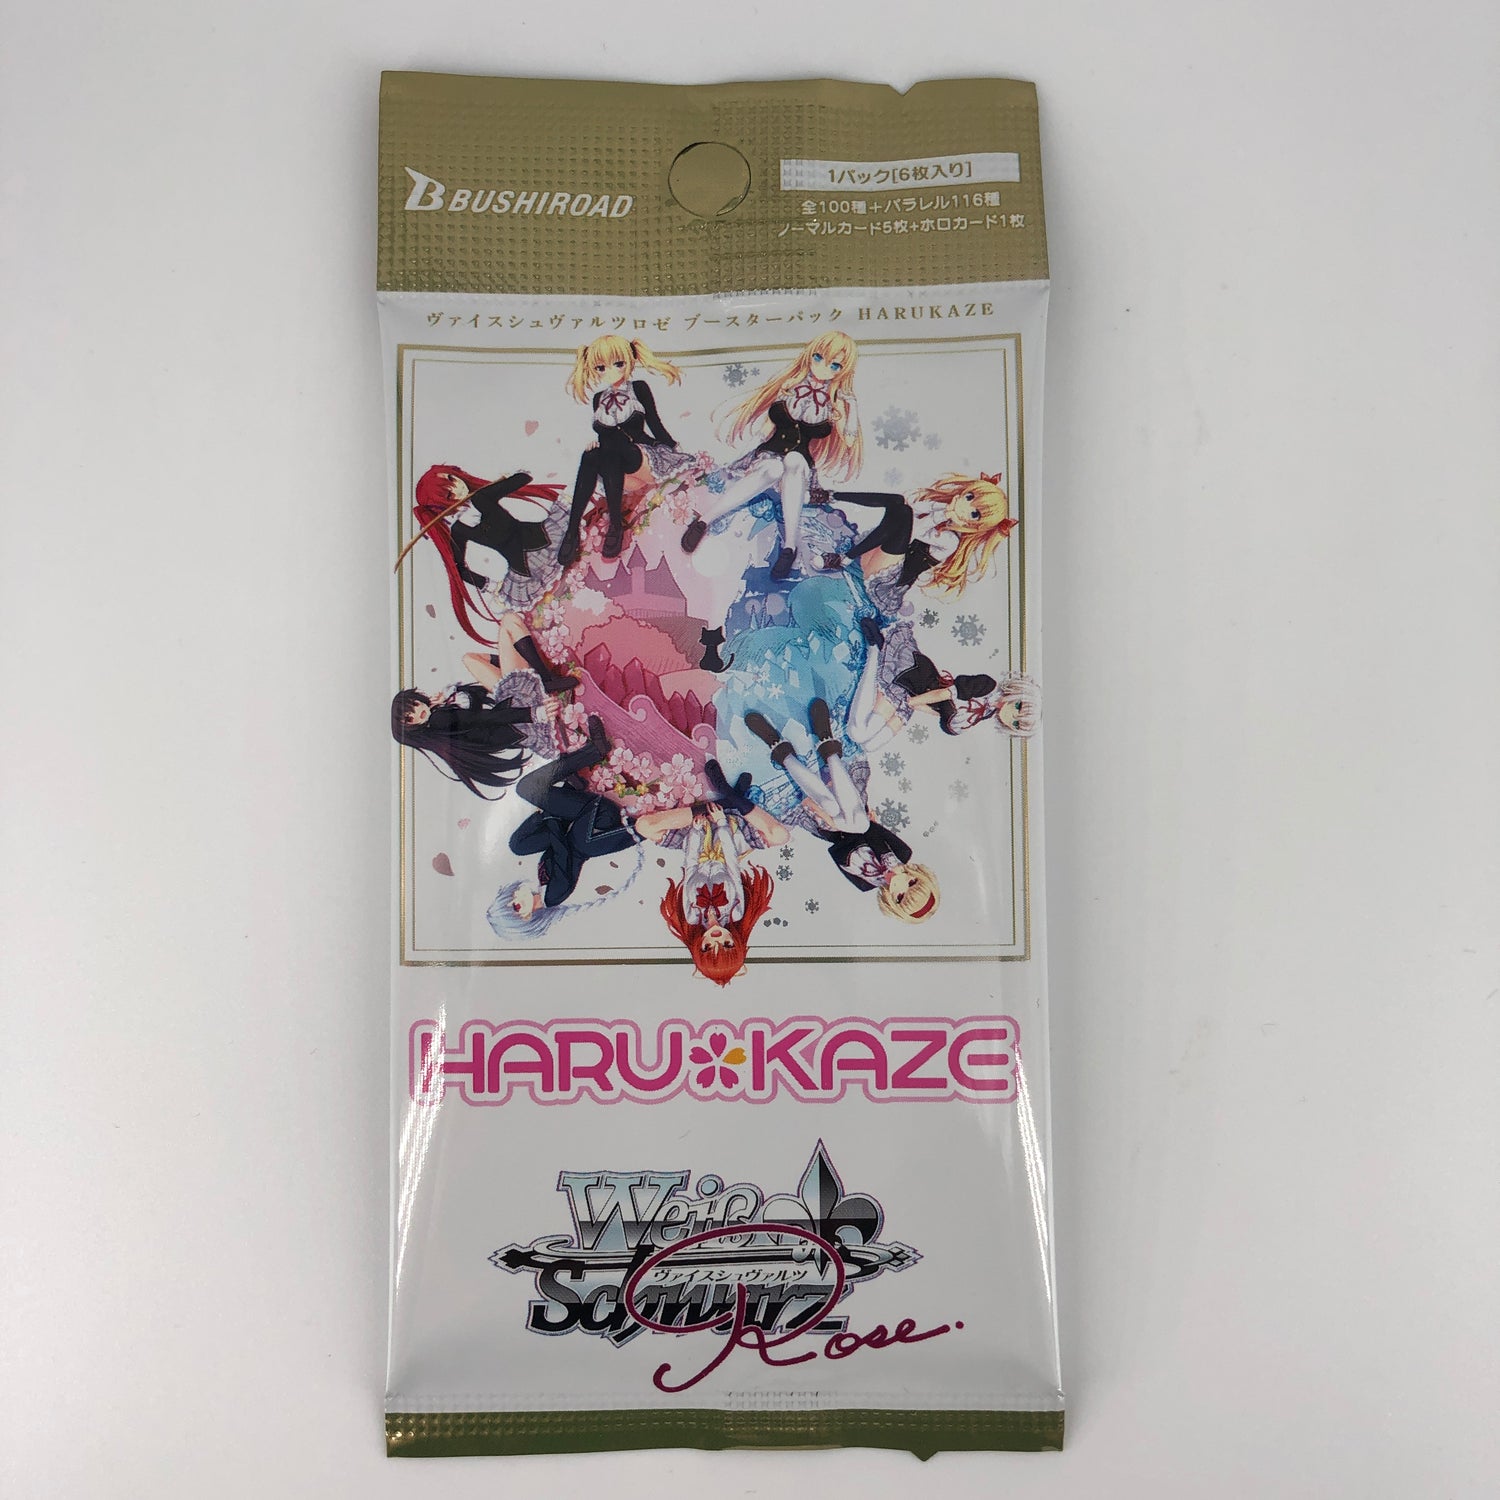 BUSHIROAD
1パック[6枚入り]
全100種+パラレル116種
ノーマルカード5枚+ホロカード1枚
ヴァイスシュヴァルツロゼ ブースターパック HARUKAZE
HARUKAZE
Weiß
ヴァイスシュヴァルツ
Schwarz
Rose.